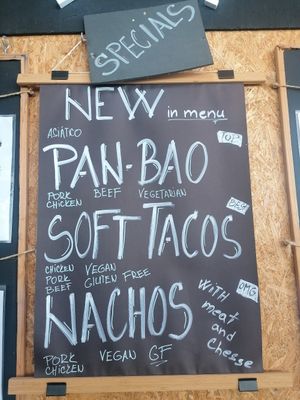 SPECIALS
NEW in menu
ASIATICO
TOP
PAN-BAO
PORK BEEF VEGETARIAN
CHICKEN
BEST
SOFT TACOS
CHICKEN VEGAN
PORK GLUTEN FREE
BEEF
OMG
NACHOS
WITH
meat
and
cheese
PORK VEGAN GF
CHICKEN